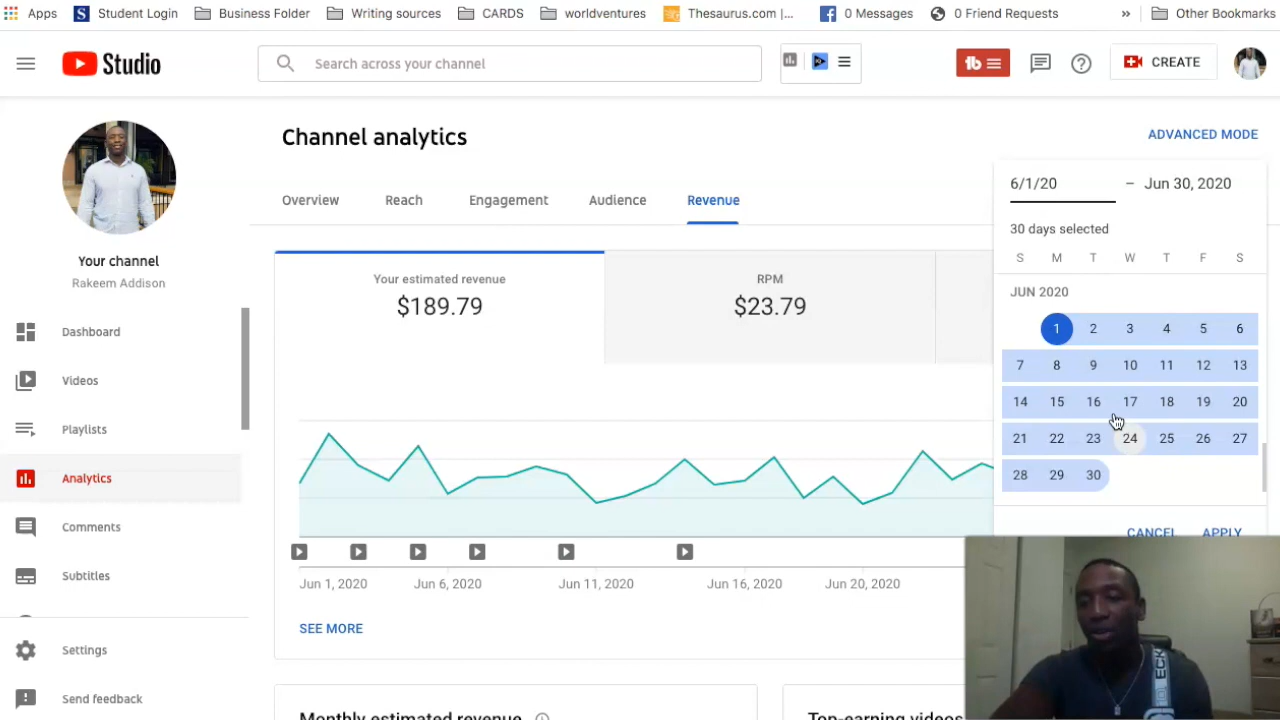 Apps Student Login Business Folder Writing sources CARDS worldventures Thesaurus.com |... 0 Messages 0 Friend Requests » Other Bookmarks
Studio Search across your channel tb CREATE
Channel analytics
ADVANCED MODE
6/1/20 – Jun 30, 2020
Overview Reach Engagement Audience Revenue
30 days selected
S M T W T F S
Your channel
Rakeem Addison
Your estimated revenue
$189.79
RPM
$23.79
JUN 2020
1 2 3 4 5 6
7 8 9 10 11 12 13
14 15 16 17 18 19 20
21 22 23 24 25 26 27
28 29 30
CANCEL APPLY
Dashboard
Videos
Playlists
Analytics
Comments
Subtitles
Settings
Send feedback
Jun 1, 2020 Jun 6, 2020 Jun 11, 2020 Jun 16, 2020 Jun 20, 2020
SEE MORE
Monthly estimated revenue
Top-earning videos